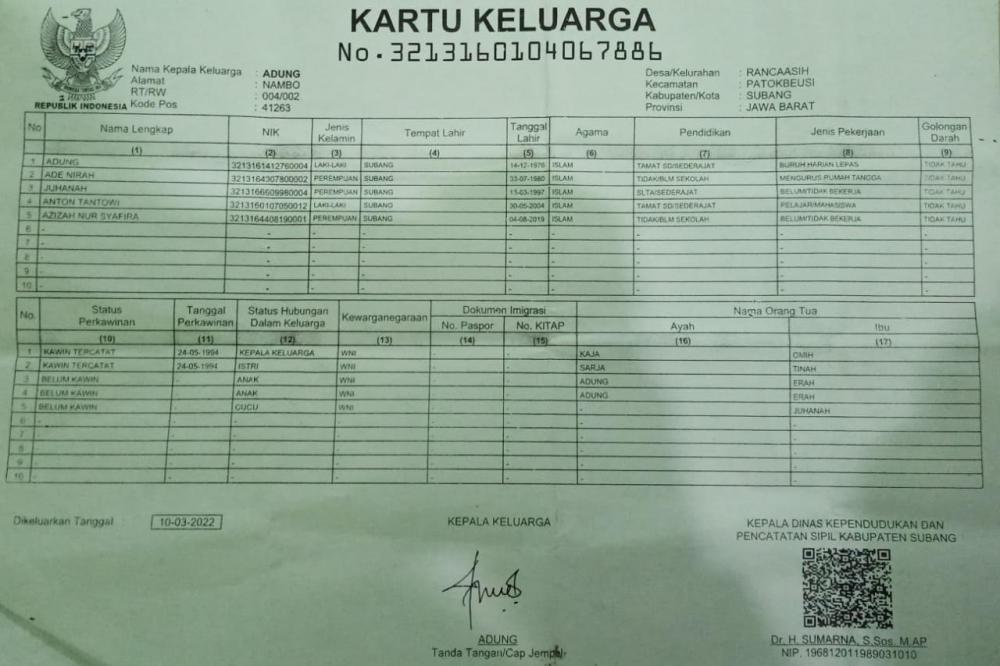 KARTU KELUARGA
No. 3213160104067886
REPUBLIK INDONESIA
Nama Kepala Keluarga : ADUNG
Alamat : NAMBO
RT/RW : 004/002
Kode Pos : 41263
Desa/Kelurahan : RANCAASIH
Kecamatan : PATOKBEUSI
Kabupaten/Kota : SUBANG
Provinsi : JAWA BARAT
No Nama Lengkap NIK Jenis Kelamin Tempat Lahir Tanggal Lahir Agama Pendidikan Jenis Pekerjaan Golongan Darah
(1) (2) (3) (4) (5) (6) (7) (8) (9)
1 ADUNG 3213161412760004 LAKI-LAKI SUBANG 14-12-1976 ISLAM TAMAT SD/SEDERAJAT BURUH HARIAN LEPAS TIDAK TAHU
2 ADE NIRAH 3213164307800002 PEREMPUAN SUBANG 03-07-1980 ISLAM TIDAK/BLM SEKOLAH MENGURUS RUMAH TANGGA TIDAK TAHU
3 JUHANAH 3213166609980004 PEREMPUAN SUBANG ISLAM SLTA/SEDERAJAT BELUM/TIDAK BEKERJA TIDAK TAHU
4 ANTON TANTOWI 3213160107050012 LAKI-LAKI SUBANG 30-05-2004 ISLAM TAMAT SD/SEDERAJAT PELAJAR/MAHASISWA TIDAK TAHU
5 AZIZAH NUR SYAFIRA 3213164408190001 PEREMPUAN SUBANG 04-08-2019 ISLAM TIDAK/BLM SEKOLAH BELUM/TIDAK BEKERJA TIDAK TAHU
6 - - - - - - - - -
7 - - - - - - - - -
8 - - - - - - - - -
9 - - - - - - - - -
10 - - - - - - - - -
No. Status Perkawinan Tanggal Perkawinan Status Hubungan Dalam Keluarga Kewarganegaraan Dokumen Imigrasi Nama Orang Tua
No. Paspor No. KITAP Ayah Ibu
(10) (11) (12) (13) (14) (15) (16) (17)
1 KAWIN TERCATAT 24-05-1994 KEPALA KELUARGA WNI - - KAJA OMIH
2 KAWIN TERCATAT 24-05-1994 ISTRI WNI - - SARJA TINAH
3 BELUM KAWIN - ANAK WNI - - ADUNG ERAH
4 BELUM KAWIN - ANAK WNI - - ADUNG ERAH
5 BELUM KAWIN - CUCU WNI - - - JUHANAH
6 - - - - - - - -
7 - - - - - - - -
8 - - - - - - - -
9 - - - - - - - -
10 - - - - - - - -
Dikeluarkan Tanggal 10-03-2022
KEPALA KELUARGA
ADUNG
Tanda Tangan/Cap Jempol
KEPALA DINAS KEPENDUDUKAN DAN
PENCATATAN SIPIL KABUPATEN SUBANG
Dr. H. SUMARNA, S.Sos. M.AP
NIP. 196812011989031010